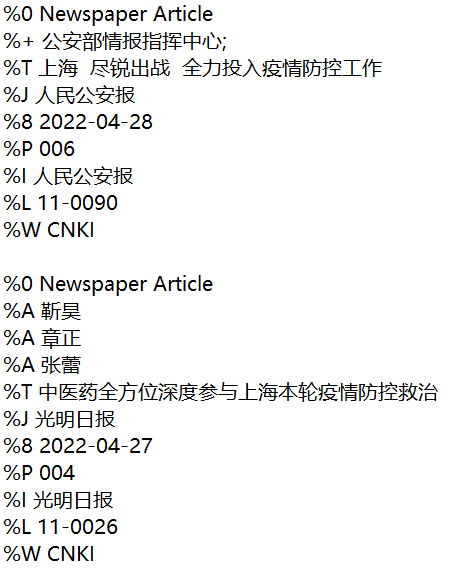 %0 Newspaper Article
%+ 公安部情报指挥中心;
%T 上海 尽锐出战 全力投入疫情防控工作
%J 人民公安报
%8 2022-04-28
%P 006
%I 人民公安报
%L 11-0090
%W CNKI
%0 Newspaper Article
%A 靳昊
%A 章正
%A 张蕾
%T 中医药全方位深度参与上海本轮疫情防控救治
%J 光明日报
%8 2022-04-27
%P 004
%I 光明日报
%L 11-0026
%W CNKI